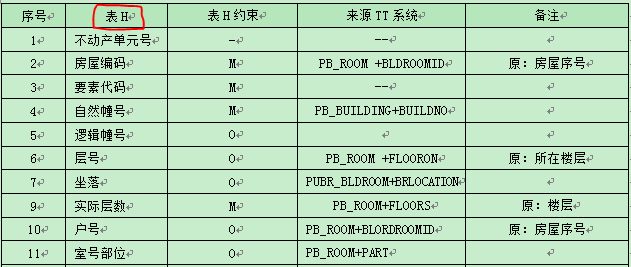 序号 表H 表H约束 来源TT系统 备注
1 不动产单元号 - --
2 房屋编码 M PB_ROOM +BLDROOMID 原：房屋序号
3 要素代码 M --
4 自然幢号 M PB_BUILDING+BUILDNO
5 逻辑幢号 O
6 层号 O PB_ROOM +FLOORON 原：所在楼层
7 坐落 O PUBR_BLDROOM+BRLOCATION
9 实际层数 M PB_ROOM+FLOORS 原：楼层
10 户号 O PB_ROOM+BLORDROOMID 原：房屋序号
11 室号部位 O PB_ROOM+PART